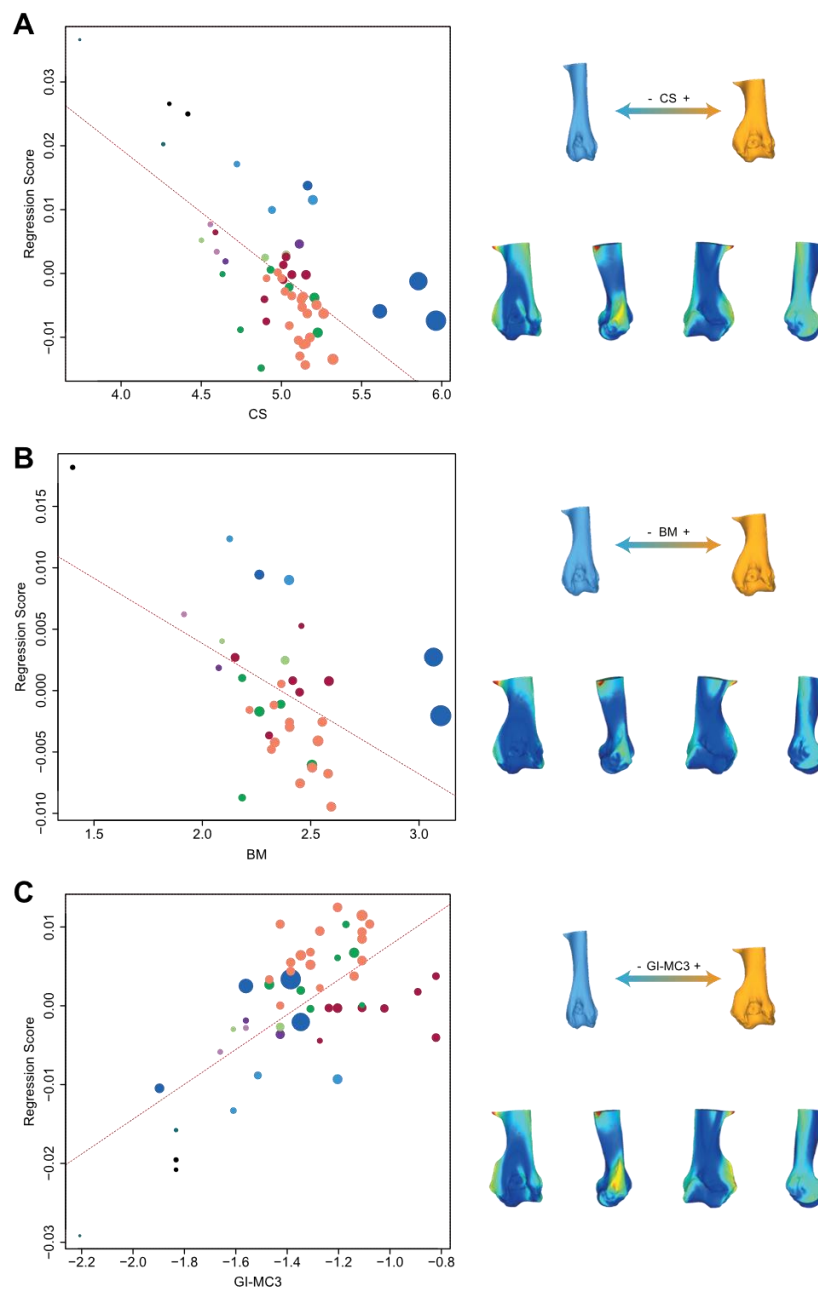 A
Regression Score
0.03
0.02
0.01
0.00
−0.01
4.0 4.5 5.0 5.5 6.0
CS
- CS +
B
Regression Score
0.015
0.010
0.005
0.000
−0.005
−0.010
1.5 2.0 2.5 3.0
BM
- BM +
C
Regression Score
0.01
0.00
−0.01
−0.02
−0.03
−2.2 −2.0 −1.8 −1.6 −1.4 −1.2 −1.0 −0.8
GI-MC3
- GI-MC3 +